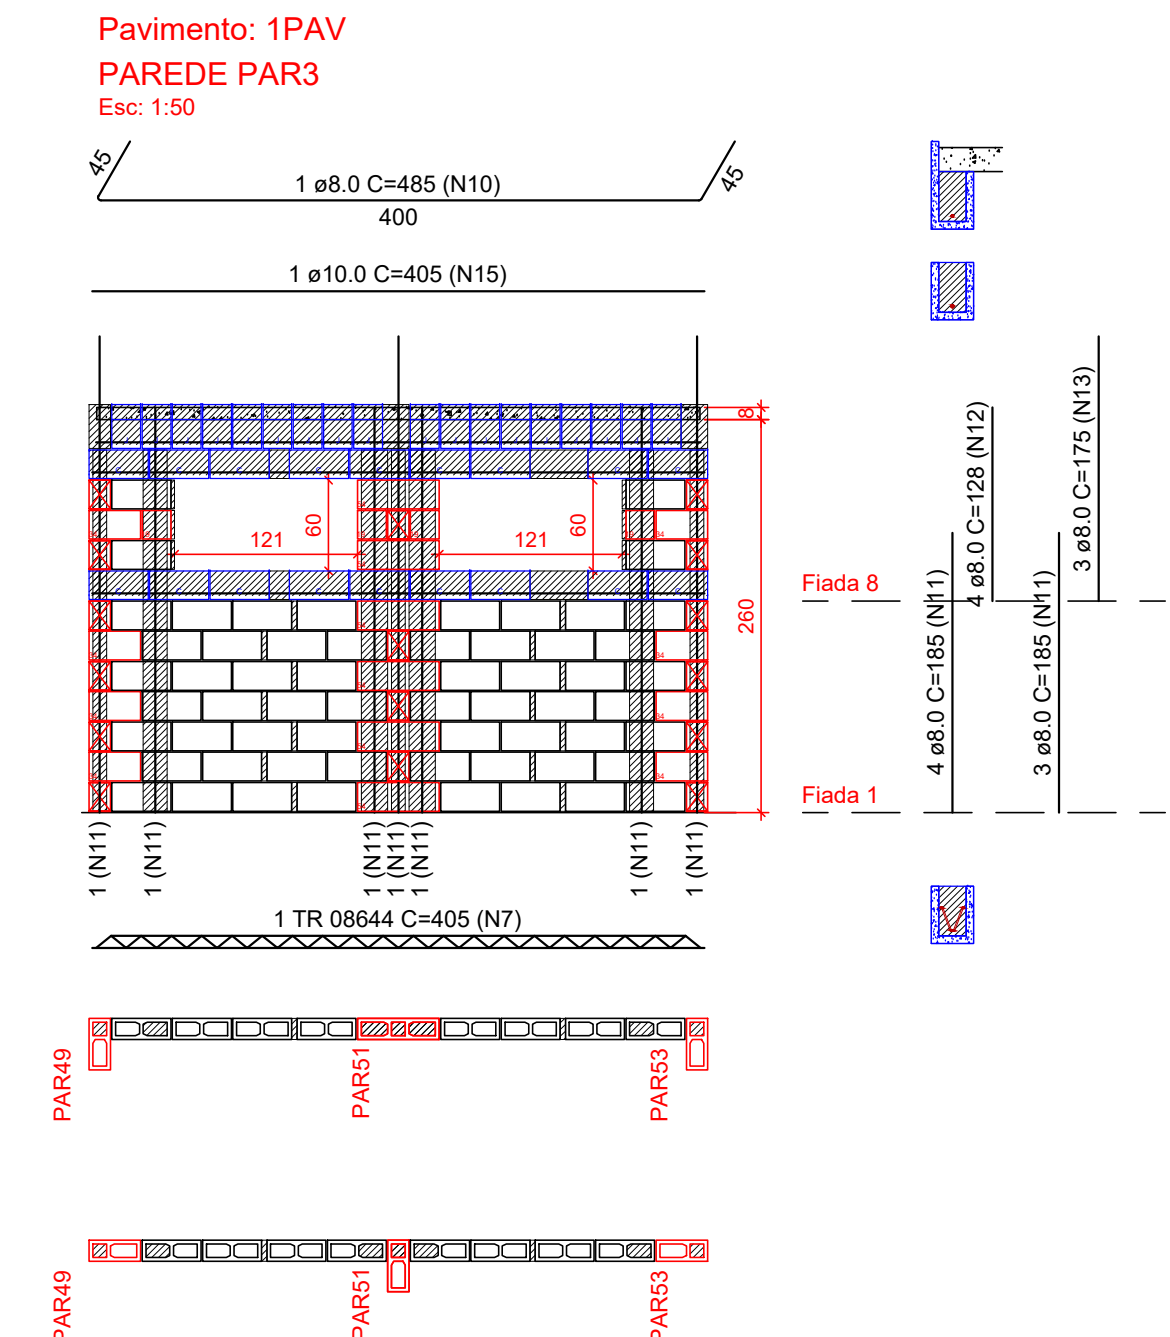 Pavimento: 1PAV
PAREDE PAR3
Esc: 1:50
45
1 ø8.0 C=485 (N10)
45
400
1 ø10.0 C=405 (N15)
8
60
121
60
121
260
Fiada 8
Fiada 1
4 ø8.0 C=185 (N11)
4 ø8.0 C=128 (N12)
3 ø8.0 C=185 (N11)
3 ø8.0 C=175 (N13)
1 (N11)
1 (N11)
1 (N11)
1 (N11)
1 (N11)
1 (N11)
1 (N11)
1 TR 08644 C=405 (N7)
PAR49
PAR51
PAR53
PAR49
PAR51
PAR53